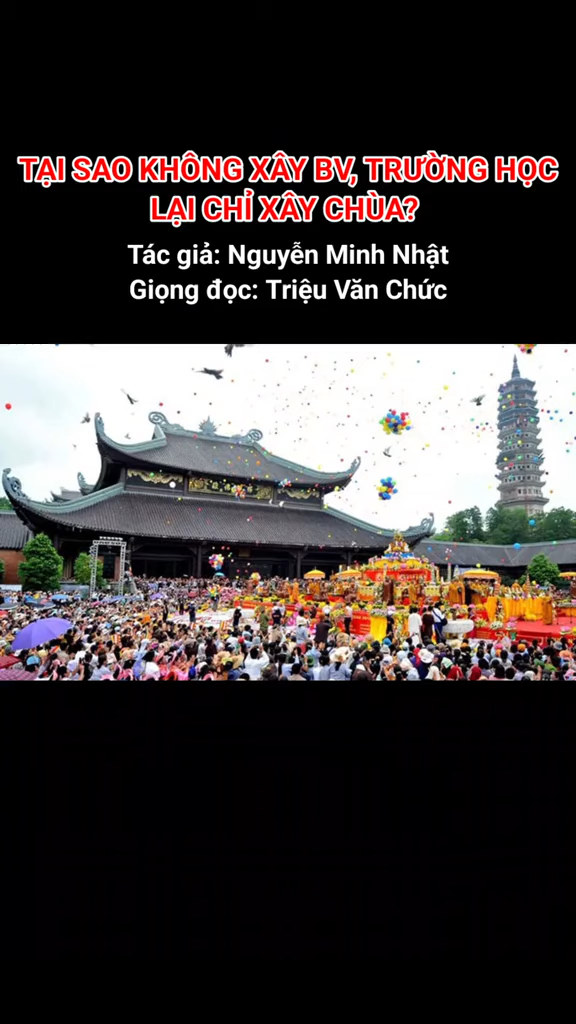 TẠI SAO KHÔNG XÂY BV, TRƯỜNG HỌC
LẠI CHỈ XÂY CHÙA?
Tác giả: Nguyễn Minh Nhật
Giọng đọc: Triệu Văn Chức